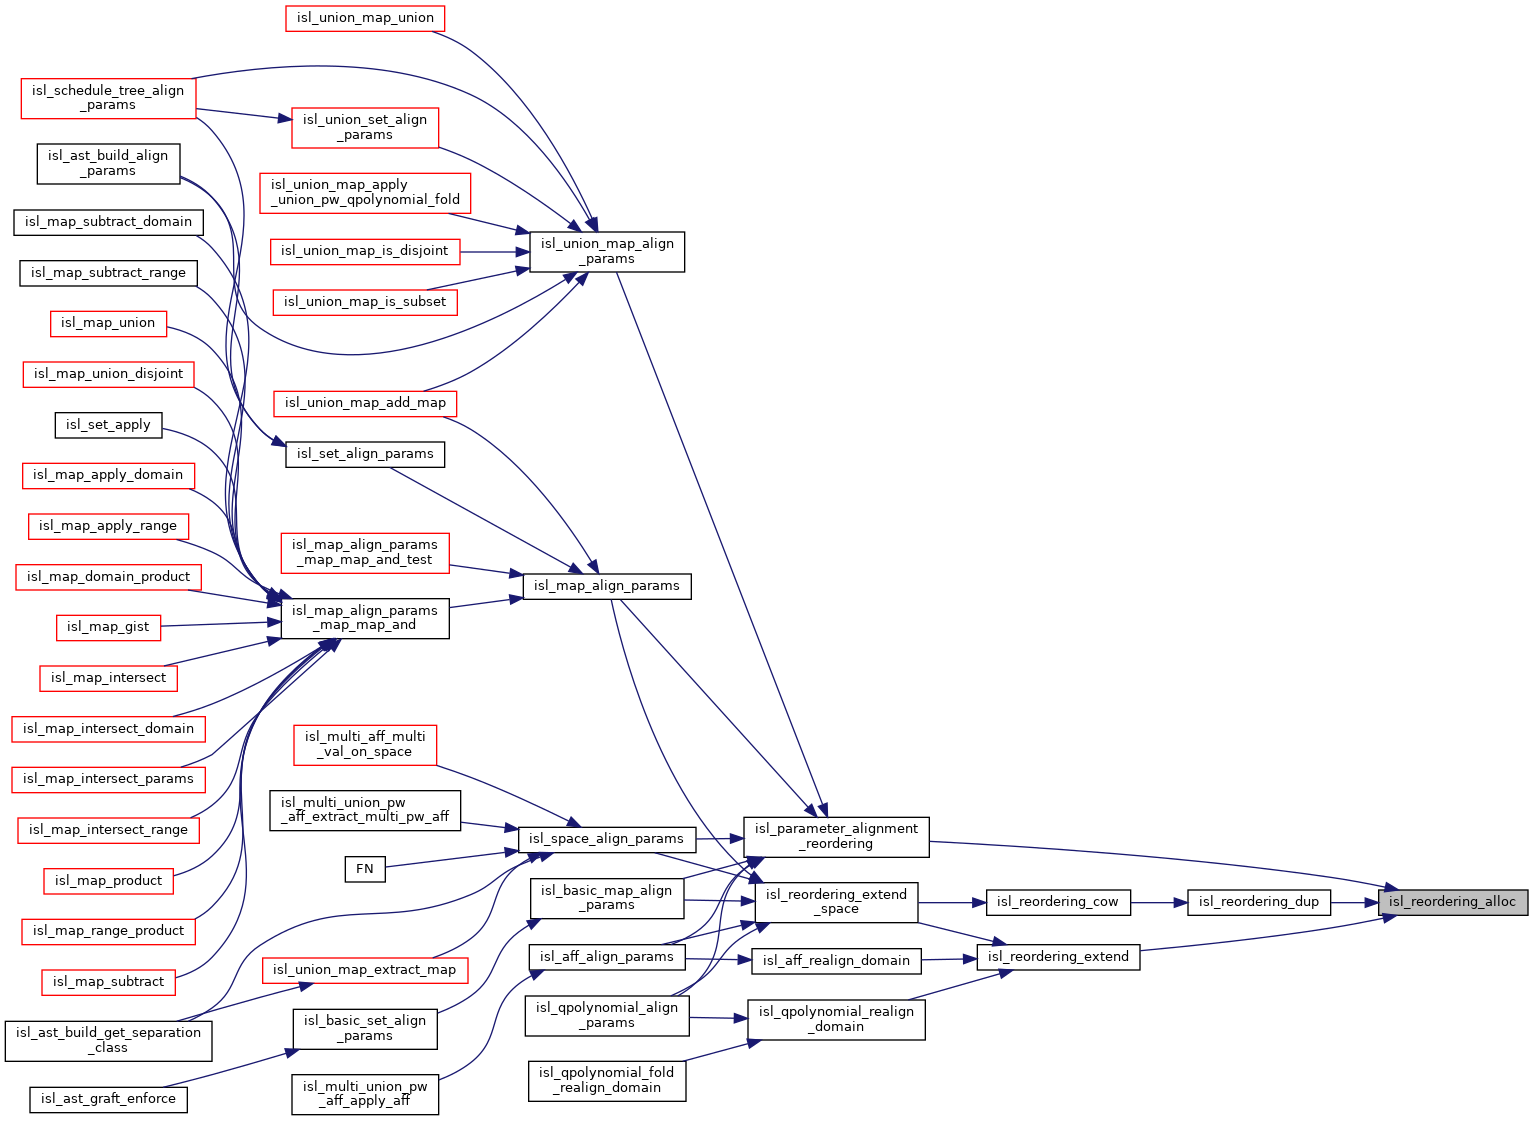 isl_union_map_union
isl_schedule_tree_align
_params
isl_union_set_align
_params
isl_ast_build_align
_params
isl_union_map_apply
_union_pw_qpolynomial_fold
isl_map_subtract_domain
isl_union_map_is_disjoint
isl_union_map_align
_params
isl_map_subtract_range
isl_union_map_is_subset
isl_map_union
isl_map_union_disjoint
isl_union_map_add_map
isl_set_apply
isl_set_align_params
isl_map_apply_domain
isl_map_apply_range
isl_map_align_params
_map_map_and_test
isl_map_domain_product
isl_map_align_params
isl_map_align_params
_map_map_and
isl_map_gist
isl_map_intersect
isl_map_intersect_domain
isl_multi_aff_multi
_val_on_space
isl_map_intersect_params
isl_multi_union_pw
_aff_extract_multi_pw_aff
isl_map_intersect_range
isl_space_align_params
isl_parameter_alignment
_reordering
FN
isl_map_product
isl_basic_map_align
_params
isl_reordering_extend
_space
isl_reordering_cow
isl_reordering_dup
isl_reordering_alloc
isl_map_range_product
isl_aff_align_params
isl_aff_realign_domain
isl_reordering_extend
isl_union_map_extract_map
isl_map_subtract
isl_qpolynomial_align
_params
isl_qpolynomial_realign
_domain
isl_basic_set_align
_params
isl_ast_build_get_separation
_class
isl_qpolynomial_fold
_realign_domain
isl_multi_union_pw
_aff_apply_aff
isl_ast_graft_enforce